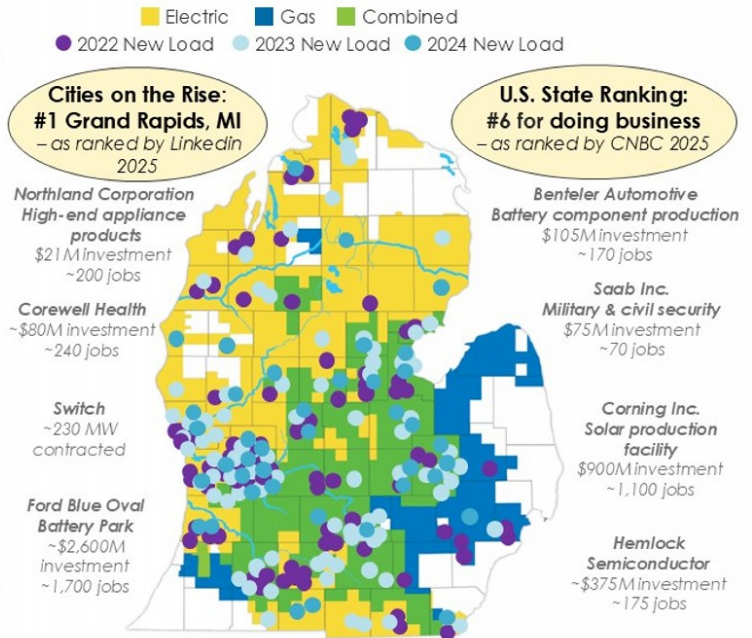 Electric Gas Combined
2022 New Load 2023 New Load 2024 New Load
Cities on the Rise:
#1 Grand Rapids, MI
– as ranked by Linkedin
2025
U.S. State Ranking:
#6 for doing business
– as ranked by CNBC 2025
Northland Corporation
High-end appliance
products
$21M investment
~200 jobs
Corewell Health
~$80M investment
~240 jobs
Switch
~230 MW
contracted
Ford Blue Oval
Battery Park
~$2,600M
investment
~1,700 jobs
Benteler Automotive
Battery component production
$105M investment
~170 jobs
Saab Inc.
Military & civil security
$75M investment
~70 jobs
Corning Inc.
Solar production
facility
$900M investment
~1,100 jobs
Hemlock
Semiconductor
~$375M investment
~175 jobs